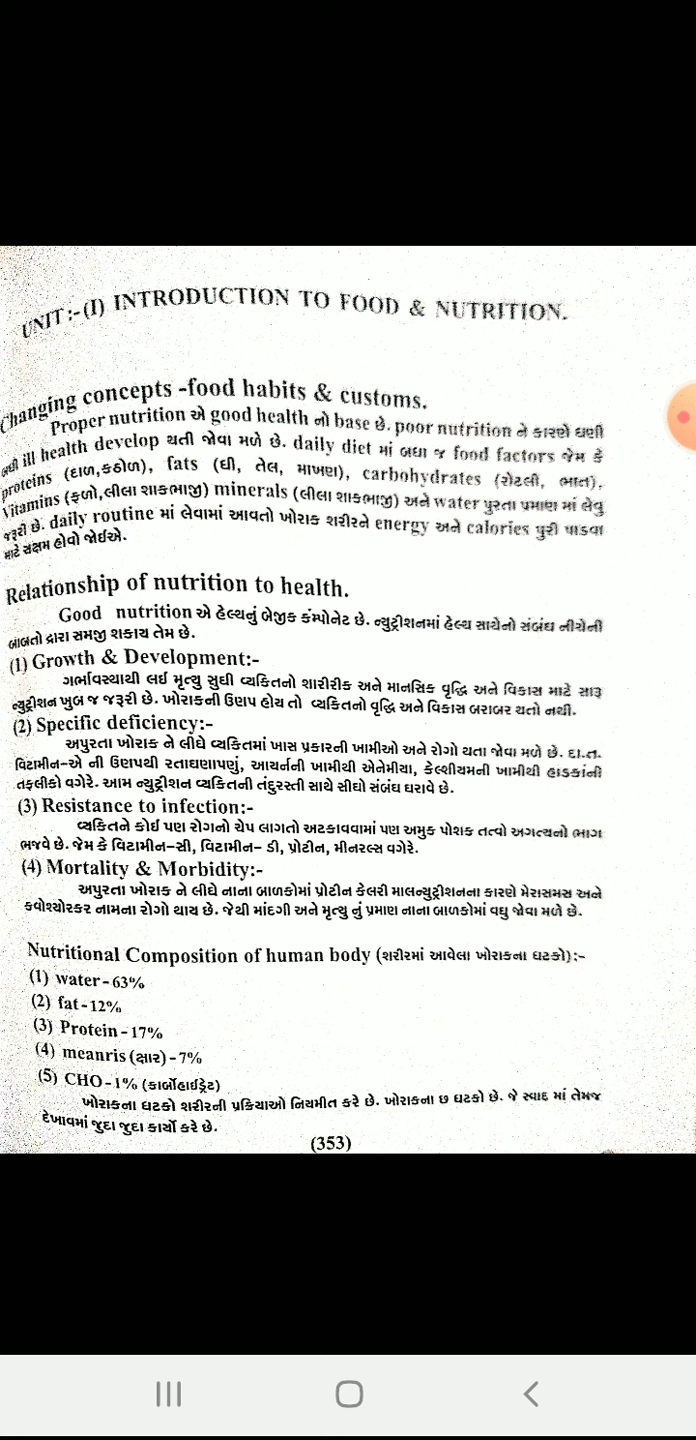 UNIT :- (I) INTRODUCTION TO FOOD & NUTRITION.
Changing concepts -food habits & customs.
Proper nutrition એ good health નો base છે. poor nutrition ને કારણે ઘણી
બધી ill health develop થતી જોવા મળે છે. daily diet માં બધા જ food factors જેમ કે
proteins (દાળ,કઠોળ), fats (ઘી, તેલ, માખણ), carbohydrates (રોટલી, ભાત),
Vitamins (ફળો,લીલા શાકભાજી) minerals (લીલા શાકભાજી) અને water પુરતા પ્રમાણ માં લેવુ
જરૂરી છે. daily routine માં લેવામાં આવતો ખોરાક શરીરને energy અને calories પુરી પાડવા
માટે સક્ષમ હોવો જોઈએ.
Relationship of nutrition to health.
Good nutrition એ હેલ્થનું બેજીક કંમ્પોનેટ છે. ન્યુટ્રીશનમાં હેલ્થ સાથેનો સંબંધ નીચેની
બાબતો દ્રારા સમજી શકાય તેમ છે.
(1) Growth & Development:-
ગર્ભાવસ્થાથી લઈ મૃત્યુ સુધી વ્યકિતનો શારીરીક અને માનસિક વૃદ્ધિ અને વિકાસ માટે સારૂ
ન્યુટ્રીશન ખુબ જ જરૂરી છે. ખોરાકની ઉણપ હોય તો વ્યકિતનો વૃદ્ધિ અને વિકાસ બરાબર થતો નથી.
(2) Specific deficiency:-
અપુરતા ખોરાક ને લીધે વ્યકિતમાં ખાસ પ્રકારની ખામીઓ અને રોગો થતા જોવા મળે છે. દા.ત.
વિટામીન-એ ની ઉણપથી રતાઘણાપણું, આયર્નની ખામીથી એનેમીયા, કેલ્શીયમની ખામીથી હાડકાંની
તફલીકો વગેરે. આમ ન્યુટ્રીશન વ્યકિતની તંદુરસ્તી સાથે સીધો સંબંધ ધરાવે છે.
(3) Resistance to infection:-
વ્યકિતને કોઈ પણ રોગનો ચેપ લાગતો અટકાવવામાં પણ અમુક પોશક તત્વો અગત્યનો ભાગ
ભજવે છે. જેમ કે વિટામીન-સી, વિટામીન- ડી, પ્રોટીન, મીનરલ્સ વગેરે.
(4) Mortality & Morbidity:-
અપુરતા ખોરાક ને લીધે નાના બાળકોમાં પ્રોટીન કેલરી માલન્યુટ્રીશનના કારણે મેરાસમસ અને
કવોશ્યોરકર નામના રોગો થાય છે. જેથી માંદગી અને મૃત્યુ નું પ્રમાણ નાના બાળકોમાં વધુ જોવા મળે છે.
Nutritional Composition of human body (શરીરમાં આવેલા ખોરાકના ઘટકો):-
(1) water - 63%
(2) fat - 12%
(3) Protein - 17%
(4) meanris (ક્ષાર) - 7%
(5) CHO - 1% (કાર્બોહાઈડ્રેટ)
ખોરાકના ઘટકો શરીરની પ્રક્રિયાઓ નિયમીત કરે છે. ખોરાકના છ ઘટકો છે. જે સ્વાદ માં તેમજ
દેખાવમાં જુદા જુદા કાર્યો કરે છે.
(353)